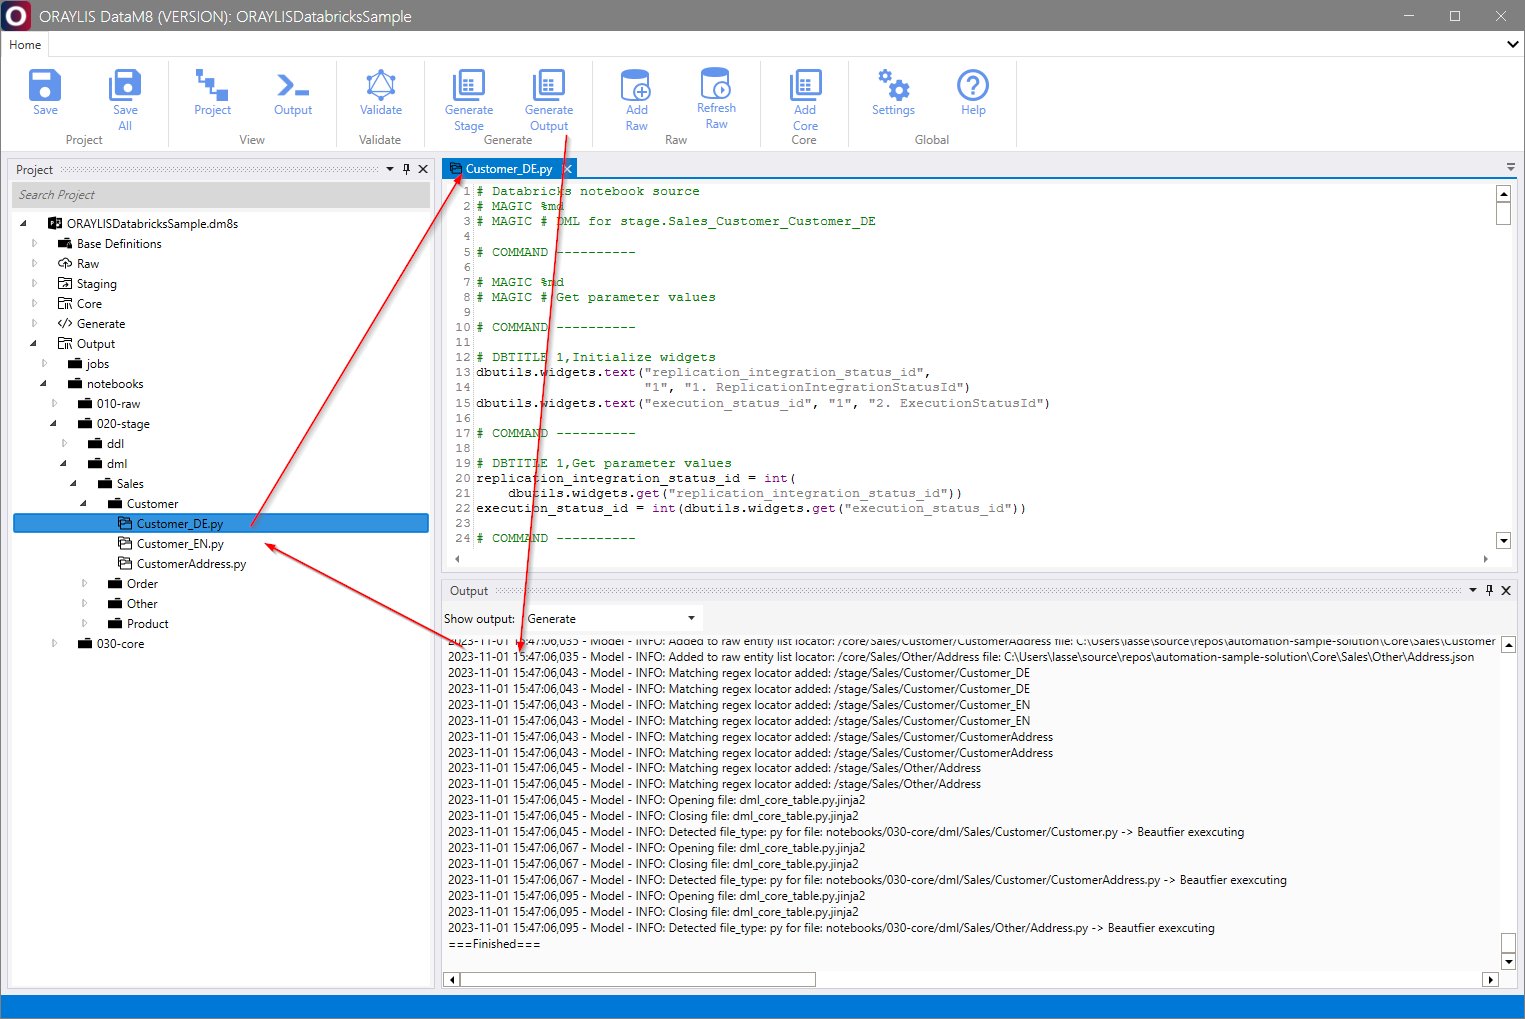 ORAYLIS DataM8 (VERSION): ORAYLISDatabricksSample
Home
Save
Save All
Project
Project
Output
View
Validate
Validate
Generate Stage
Generate Output
Generate
Add Raw
Refresh Raw
Raw
Add Core
Core
Settings
Help
Global
Project
Search Project
ORAYLISDatabricksSample.dm8s
Base Definitions
Raw
Staging
Core
Generate
Output
jobs
notebooks
010-raw
020-stage
ddl
dml
Sales
Customer
Customer_DE.py
Customer_EN.py
CustomerAddress.py
Order
Other
Product
030-core
Customer_DE.py
1 # Databricks notebook source
2 # MAGIC %md
3 # MAGIC # DML for stage.Sales_Customer_Customer_DE
4
5 # COMMAND ----------
6
7 # MAGIC %md
8 # MAGIC # Get parameter values
9
10 # COMMAND ----------
11
12 # DBTITLE 1,Initialize widgets
13 dbutils.widgets.text("replication_integration_status_id",
14 "1", "1. ReplicationIntegrationStatusId")
15 dbutils.widgets.text("execution_status_id", "1", "2. ExecutionStatusId")
16
17 # COMMAND ----------
18
19 # DBTITLE 1,Get parameter values
20 replication_integration_status_id = int(
21 dbutils.widgets.get("replication_integration_status_id"))
22 execution_status_id = int(dbutils.widgets.get("execution_status_id"))
23
24 # COMMAND ----------
Output
Show output: Generate
2023-11-01 15:47:06,035 - Model - INFO: Added to raw entity list locator: /core/Sales/Customer/CustomerAddress file: C:\Users\lasse\source\repos\automation-sample-solution\Core\Sales\Customer
2023-11-01 15:47:06,035 - Model - INFO: Added to raw entity list locator: /core/Sales/Other/Address file: C:\Users\lasse\source\repos\automation-sample-solution\Core\Sales\Other\Address.json
2023-11-01 15:47:06,043 - Model - INFO: Matching regex locator added: /stage/Sales/Customer/Customer_DE
2023-11-01 15:47:06,043 - Model - INFO: Matching regex locator added: /stage/Sales/Customer/Customer_DE
2023-11-01 15:47:06,043 - Model - INFO: Matching regex locator added: /stage/Sales/Customer/Customer_EN
2023-11-01 15:47:06,043 - Model - INFO: Matching regex locator added: /stage/Sales/Customer/Customer_EN
2023-11-01 15:47:06,043 - Model - INFO: Matching regex locator added: /stage/Sales/Customer/CustomerAddress
2023-11-01 15:47:06,043 - Model - INFO: Matching regex locator added: /stage/Sales/Customer/CustomerAddress
2023-11-01 15:47:06,045 - Model - INFO: Matching regex locator added: /stage/Sales/Other/Address
2023-11-01 15:47:06,045 - Model - INFO: Matching regex locator added: /stage/Sales/Other/Address
2023-11-01 15:47:06,045 - Model - INFO: Opening file: dml_core_table.py.jinja2
2023-11-01 15:47:06,045 - Model - INFO: Closing file: dml_core_table.py.jinja2
2023-11-01 15:47:06,045 - Model - INFO: Detected file_type: py for file: notebooks/030-core/dml/Sales/Customer/Customer.py -> Beautfier exexcuting
2023-11-01 15:47:06,067 - Model - INFO: Opening file: dml_core_table.py.jinja2
2023-11-01 15:47:06,067 - Model - INFO: Closing file: dml_core_table.py.jinja2
2023-11-01 15:47:06,067 - Model - INFO: Detected file_type: py for file: notebooks/030-core/dml/Sales/Customer/CustomerAddress.py -> Beautfier exexcuting
2023-11-01 15:47:06,095 - Model - INFO: Opening file: dml_core_table.py.jinja2
2023-11-01 15:47:06,095 - Model - INFO: Closing file: dml_core_table.py.jinja2
2023-11-01 15:47:06,095 - Model - INFO: Detected file_type: py for file: notebooks/030-core/dml/Sales/Other/Address.py -> Beautfier exexcuting
===Finished===